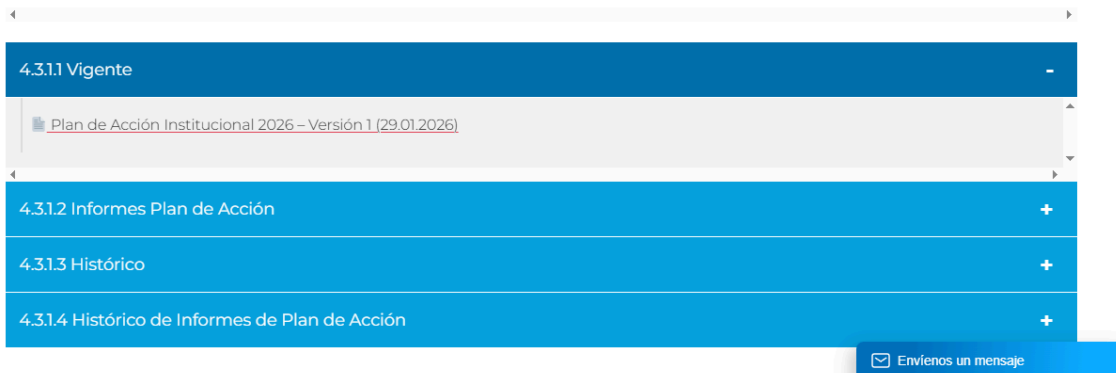 4.3.1.1 Vigente
-
Plan de Acción Institucional 2026 – Versión 1 (29.01.2026)
4.3.1.2 Informes Plan de Acción
+
4.3.1.3 Histórico
+
4.3.1.4 Histórico de Informes de Plan de Acción
+
Envíenos un mensaje